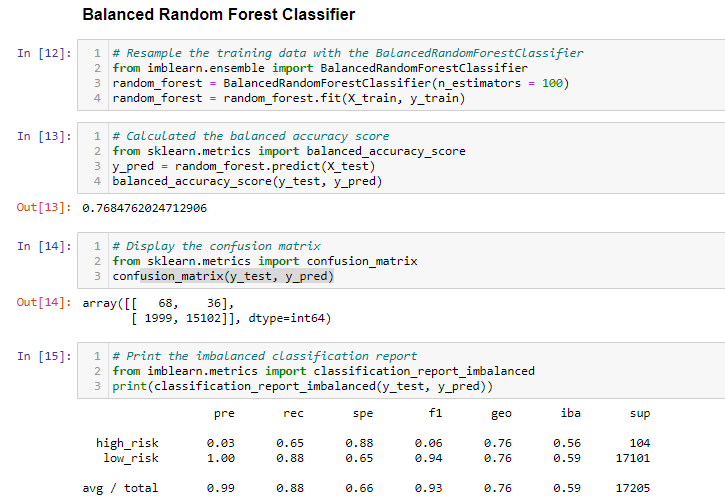 Balanced Random Forest Classifier
In [12]:
1 # Resample the training data with the BalancedRandomForestClassifier
2 from imblearn.ensemble import BalancedRandomForestClassifier
3 random_forest = BalancedRandomForestClassifier(n_estimators = 100)
4 random_forest = random_forest.fit(X_train, y_train)
In [13]:
1 # Calculated the balanced accuracy score
2 from sklearn.metrics import balanced_accuracy_score
3 y_pred = random_forest.predict(X_test)
4 balanced_accuracy_score(y_test, y_pred)
Out[13]: 0.7684762024712906
In [14]:
1 # Display the confusion matrix
2 from sklearn.metrics import confusion_matrix
3 confusion_matrix(y_test, y_pred)
Out[14]: array([[   68,    36],
       [ 1999, 15102]], dtype=int64)
In [15]:
1 # Print the imbalanced classification report
2 from imblearn.metrics import classification_report_imbalanced
3 print(classification_report_imbalanced(y_test, y_pred))
pre rec spe f1 geo iba sup
high_risk 0.03 0.65 0.88 0.06 0.76 0.56 104
low_risk 1.00 0.88 0.65 0.94 0.76 0.59 17101
avg / total 0.99 0.88 0.66 0.93 0.76 0.59 17205